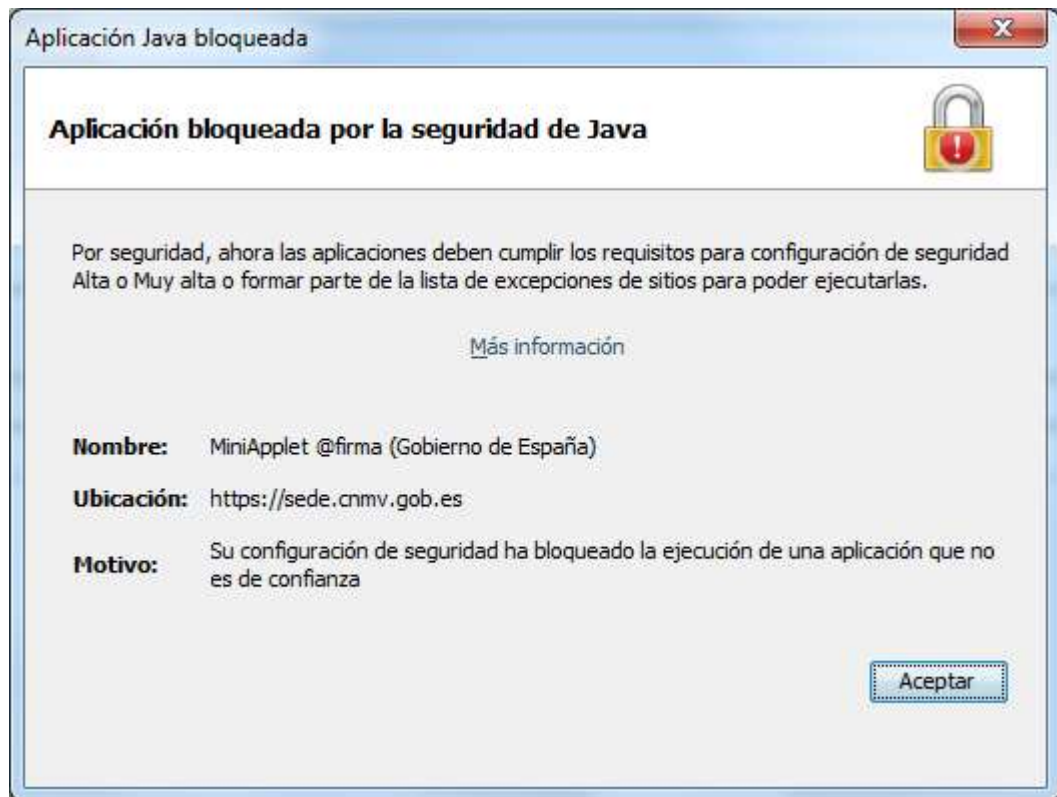 Aplicación Java bloqueada
Aplicación bloqueada por la seguridad de Java
Por seguridad, ahora las aplicaciones deben cumplir los requisitos para configuración de seguridad
Alta o Muy alta o formar parte de la lista de excepciones de sitios para poder ejecutarlas.
Más información
Nombre: MiniApplet @firma (Gobierno de España)
Ubicación: https://sede.cnmv.gob.es
Motivo: Su configuración de seguridad ha bloqueado la ejecución de una aplicación que no
es de confianza
Aceptar